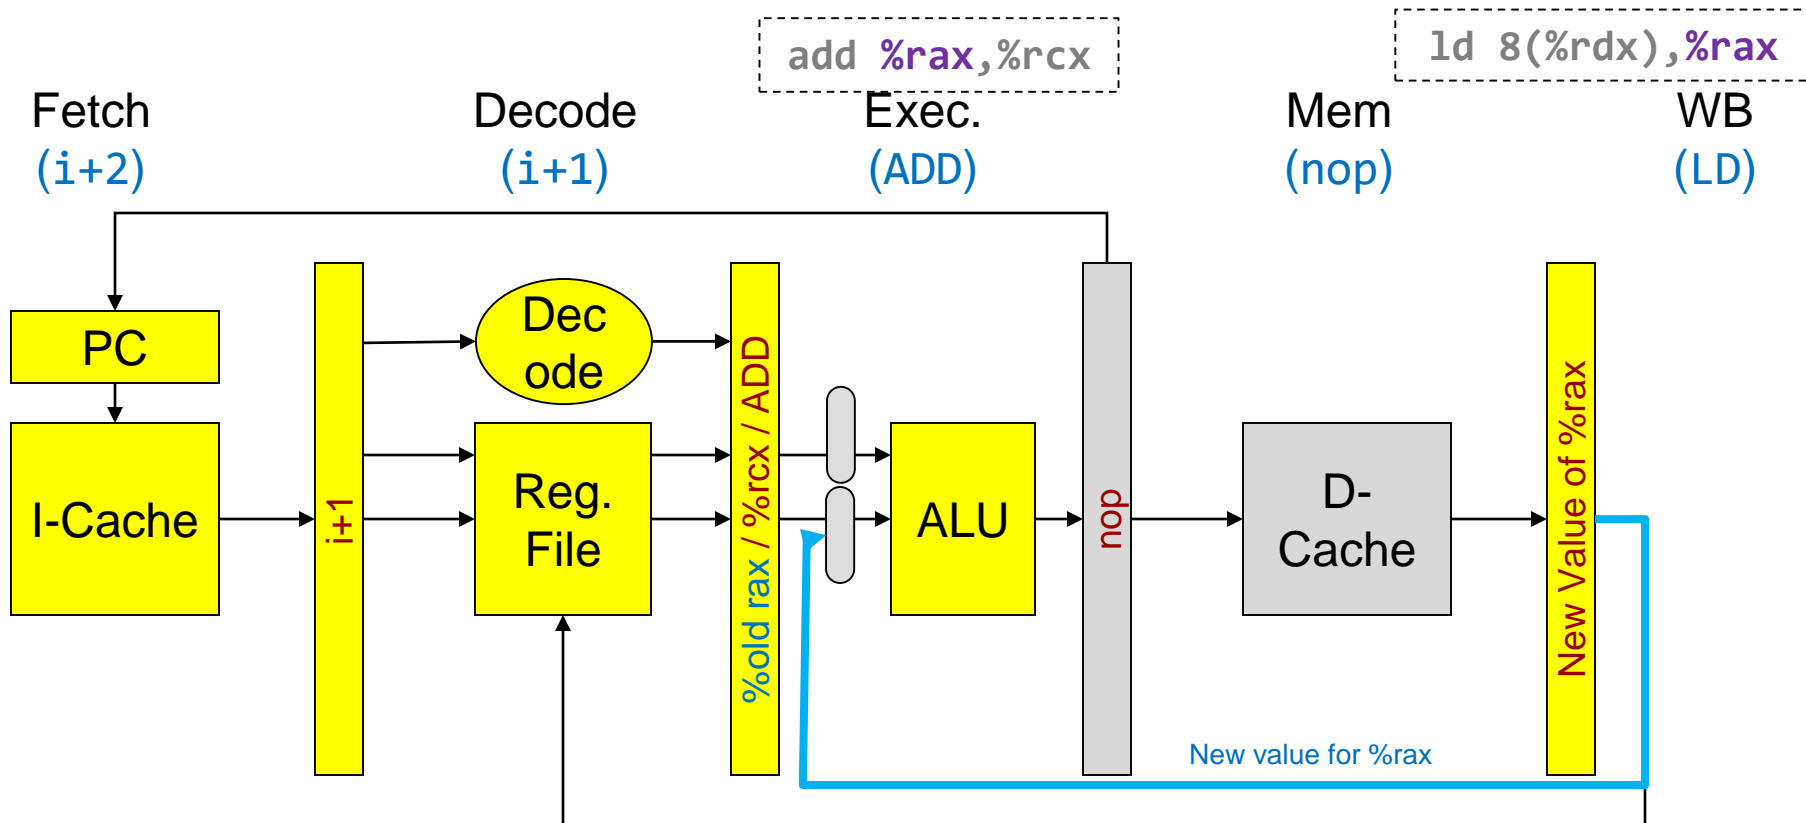 add %rax,%rcx
ld 8(%rdx),%rax
Fetch
(i+2)
Decode
(i+1)
Exec.
(ADD)
Mem
(nop)
WB
(LD)
PC
I-Cache
i+1
Dec
ode
Reg.
File
%old rax / %rcx / ADD
ALU
nop
D-
Cache
New Value of %rax
New value for %rax